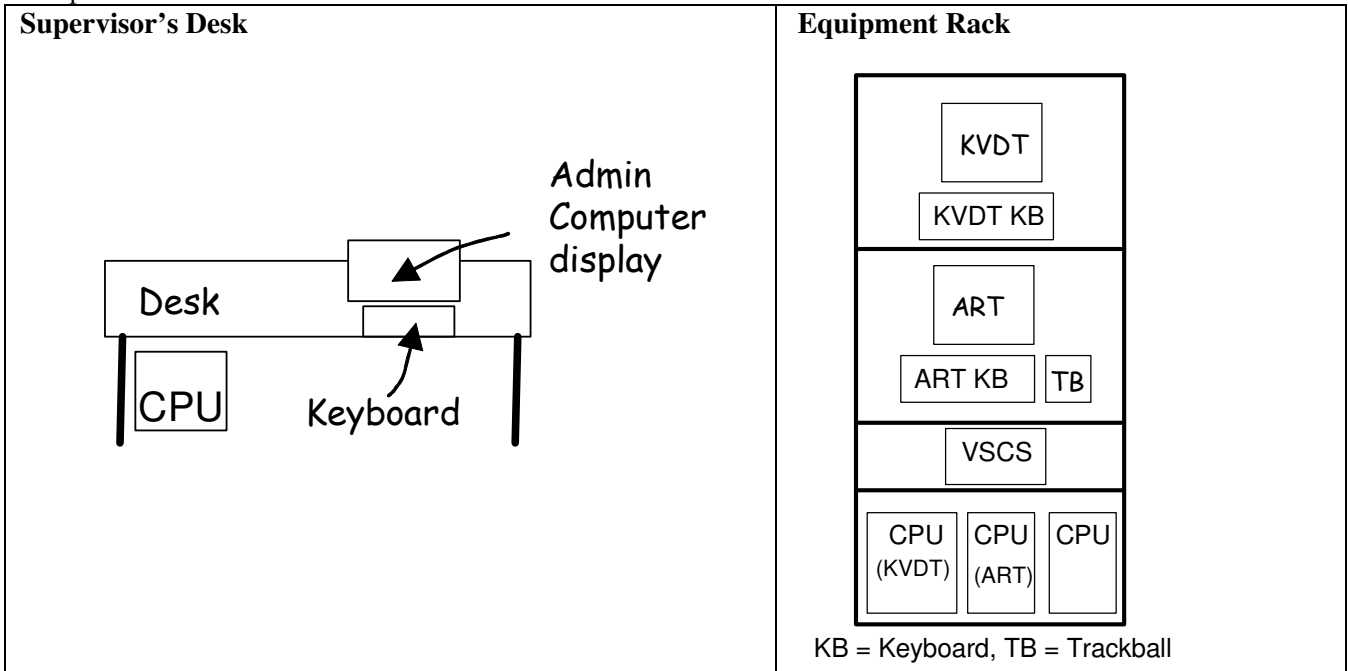 Supervisor’s Desk
Admin
Computer
display
Desk
CPU
Keyboard
Equipment Rack
KVDT
KVDT KB
ART
ART KB
TB
VSCS
CPU
(KVDT)
CPU
(ART)
CPU
KB = Keyboard, TB = Trackball